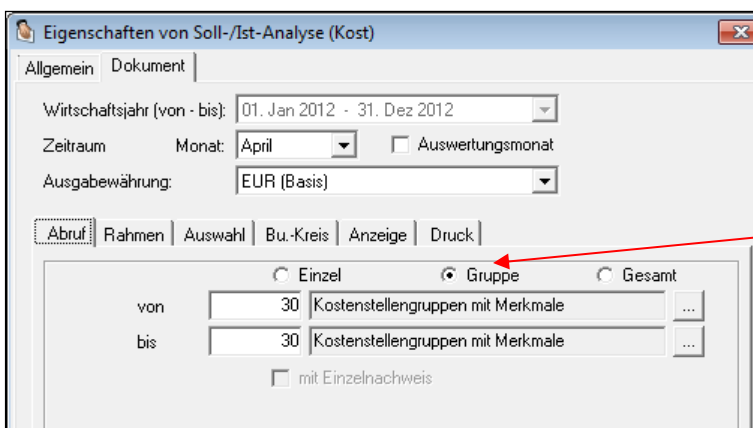 Eigenschaften von Soll-/Ist-Analyse (Kost)
Allgemein Dokument
Wirtschaftsjahr (von - bis): 01. Jan 2012 - 31. Dez 2012
Zeitraum Monat: April Auswertungsmonat
Ausgabewährung: EUR (Basis)
Abruf Rahmen Auswahl Bu.-Kreis Anzeige Druck
Einzel Gruppe Gesamt
von 30 Kostenstellengruppen mit Merkmale ...
bis 30 Kostenstellengruppen mit Merkmale ...
mit Einzelnachweis